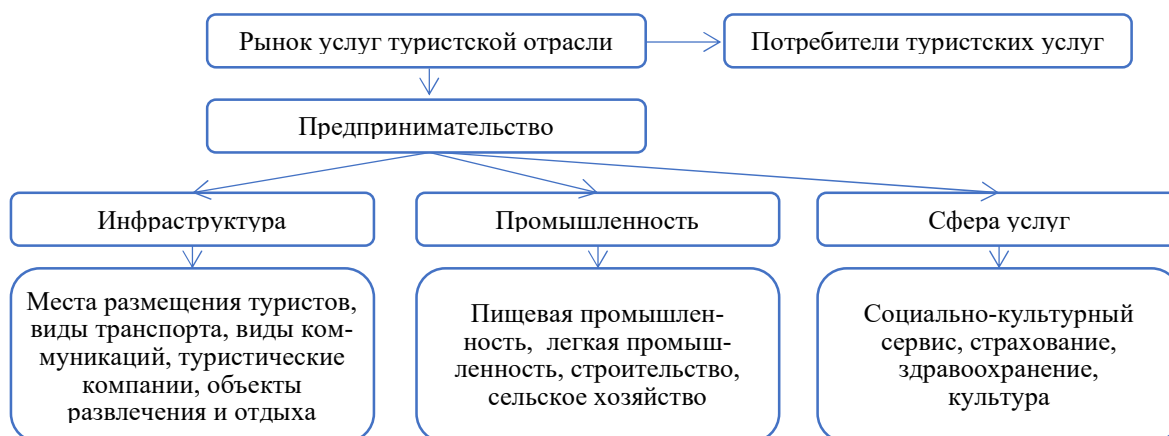 Рынок услуг туристской отрасли
Потребители туристских услуг
Предпринимательство
Инфраструктура
Промышленность
Сфера услуг
Места размещения туристов,
виды транспорта, виды ком-
муникаций, туристические
компании, объекты
развлечения и отдыха
Пищевая промышлен-
ность, легкая промыш-
ленность, строительство,
сельское хозяйство
Социально-культурный
сервис, страхование,
здравоохранение,
культура